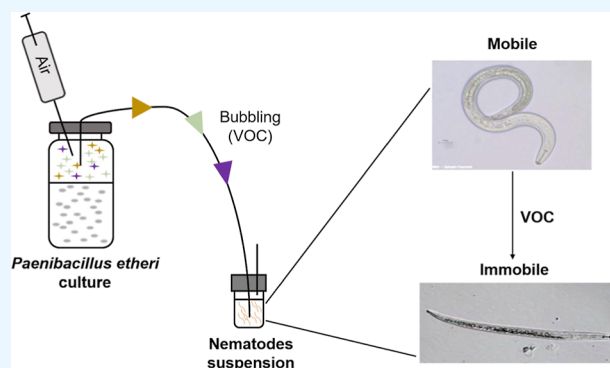 Air
Bubbling
(VOC)
Paenibacillus etheri
culture
Nematodes
suspension
Mobile
VOC
Immobile